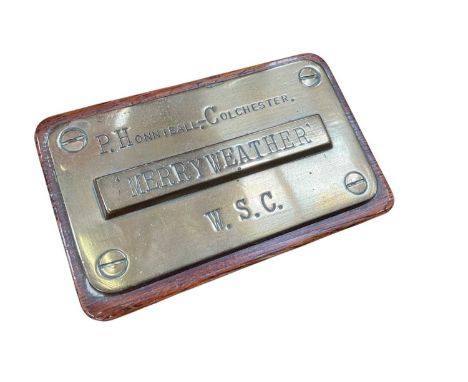 P. HONNIBALL-COLCHESTER.
MERRYWEATHER
W. S. C.